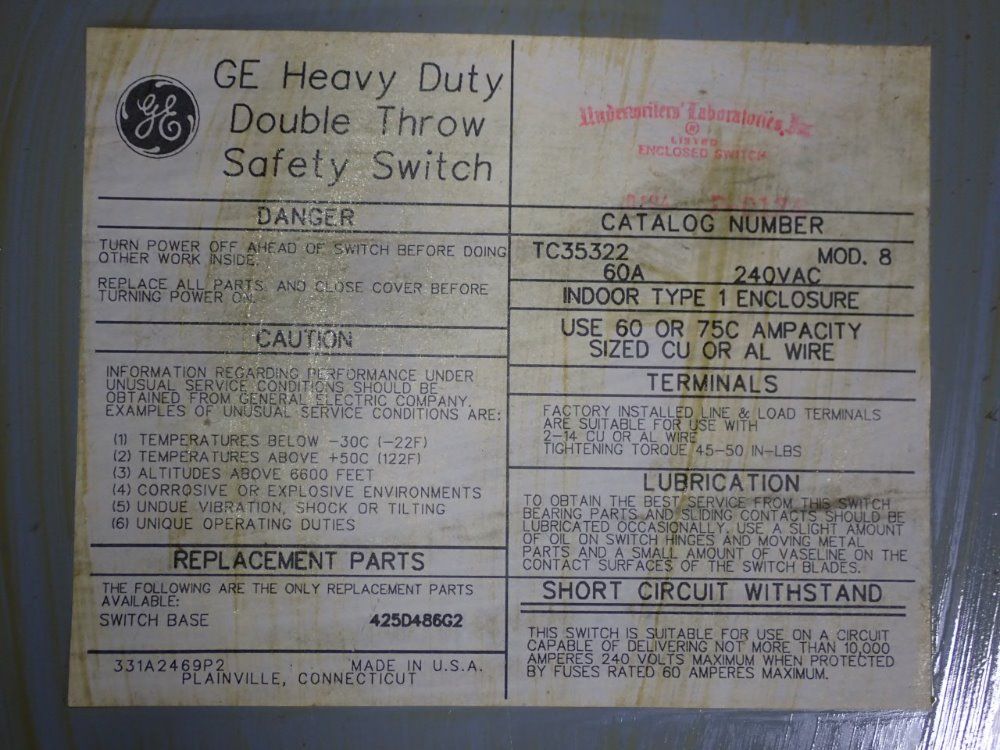 GE
GE Heavy Duty
Double Throw
Safety Switch
DANGER
TURN POWER OFF AHEAD OF SWITCH BEFORE DOING
OTHER WORK INSIDE.
REPLACE ALL PARTS AND CLOSE COVER BEFORE
TURNING POWER ON.
CAUTION
INFORMATION REGARDING PERFORMANCE UNDER
UNUSUAL SERVICE CONDITIONS SHOULD BE
OBTAINED FROM GENERAL ELECTRIC COMPANY.
EXAMPLES OF UNUSUAL SERVICE CONDITIONS ARE:
(1) TEMPERATURES BELOW -30C (-22F)
(2) TEMPERATURES ABOVE +50C (122F)
(3) ALTITUDES ABOVE 6600 FEET
(4) CORROSIVE OR EXPLOSIVE ENVIRONMENTS
(5) UNDUE VIBRATION, SHOCK OR TILTING
(6) UNIQUE OPERATING DUTIES
REPLACEMENT PARTS
THE FOLLOWING ARE THE ONLY REPLACEMENT PARTS
AVAILABLE:
SWITCH BASE 425D486G2
331A2469P2 MADE IN U.S.A.
PLAINVILLE, CONNECTICUT
Underwriters' Laboratories, Inc
®
LISTED
ENCLOSED SWITCH
CATALOG NUMBER
TC35322 MOD. 8
60A 240VAC
INDOOR TYPE 1 ENCLOSURE
USE 60 OR 75C AMPACITY
SIZED CU OR AL WIRE
TERMINALS
FACTORY INSTALLED LINE & LOAD TERMINALS
ARE SUITABLE FOR USE WITH
2-14 CU OR AL WIRE
TIGHTENING TORQUE 45-50 IN-LBS
LUBRICATION
TO OBTAIN THE BEST SERVICE FROM THIS SWITCH
BEARING PARTS AND SLIDING CONTACTS SHOULD BE
LUBRICATED OCCASIONALLY. USE A SLIGHT AMOUNT
OF OIL ON SWITCH HINGES AND MOVING METAL
PARTS AND A SMALL AMOUNT OF VASELINE ON THE
CONTACT SURFACES OF THE SWITCH BLADES.
SHORT CIRCUIT WITHSTAND
THIS SWITCH IS SUITABLE FOR USE ON A CIRCUIT
CAPABLE OF DELIVERING NOT MORE THAN 10,000
AMPERES 240 VOLTS MAXIMUM WHEN PROTECTED
BY FUSES RATED 60 AMPERES MAXIMUM.